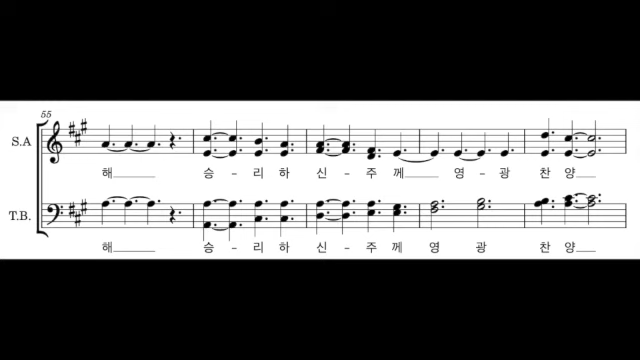 55
S.A
해 승 - 리 하 신 - 주 께 영 - 광 찬 양
T.B.
해 승 - 리 하 신 - 주 께 영 광 찬 양